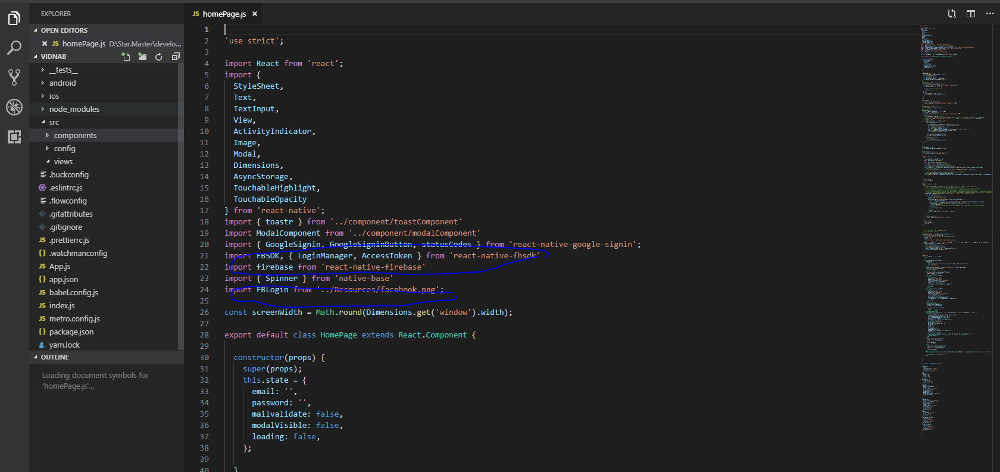 EXPLORER
OPEN EDITORS
JS homePage.js D:\Star.Master\develo...
VIDNAB
__tests__
android
ios
node_modules
src
components
config
views
.buckconfig
.eslintrc.js
.flowconfig
.gitattributes
.gitignore
JS .prettierrc.js
{} .watchmanconfig
JS App.js
{} app.json
JS babel.config.js
JS index.js
JS metro.config.js
{} package.json
yarn.lock
OUTLINE
Loading document symbols for
'homePage.js'...
JS homePage.js
1
2 'use strict';
3
4 import React from 'react';
5 import {
6 StyleSheet,
7 Text,
8 TextInput,
9 View,
10 ActivityIndicator,
11 Image,
12 Modal,
13 Dimensions,
14 AsyncStorage,
15 TouchableHighlight,
16 TouchableOpacity
17 } from 'react-native';
18 import { toastr } from '../component/toastComponent'
19 import ModalComponent from '../component/modalComponent'
20 import { GoogleSignin, GoogleSigninButton, statusCodes } from 'react-native-google-signin';
21 import FBSDK, { LoginManager, AccessToken } from 'react-native-fbsdk'
22 import firebase from 'react-native-firebase'
23 import { Spinner } from 'native-base'
24 import FBLogin from '../Resources/facebook.png';
25
26 const screenWidth = Math.round(Dimensions.get('window').width);
27
28 export default class HomePage extends React.Component {
29
30 constructor(props) {
31 super(props);
32 this.state = {
33 email: '',
34 password: '',
35 mailvalidate: false,
36 modalVisible: false,
37 loading: false,
38 };
39
40 }